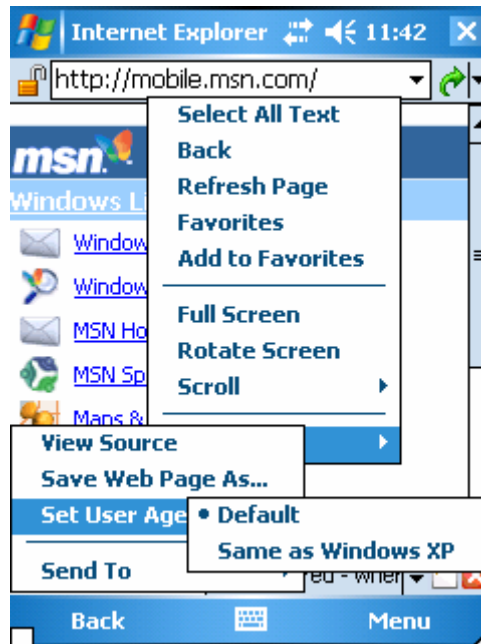 Internet Explorer 11:42
http://mobile.msn.com/
Select All Text
msn
Back
Refresh Page
Windows Li
Favorites
Window
Add to Favorites
Window
Full Screen
MSN Ho
Rotate Screen
MSN Sp
Scroll
Maps &
View Source
Save Web Page As...
Set User Age
Default
Same as Windows XP
Send To
Back Menu